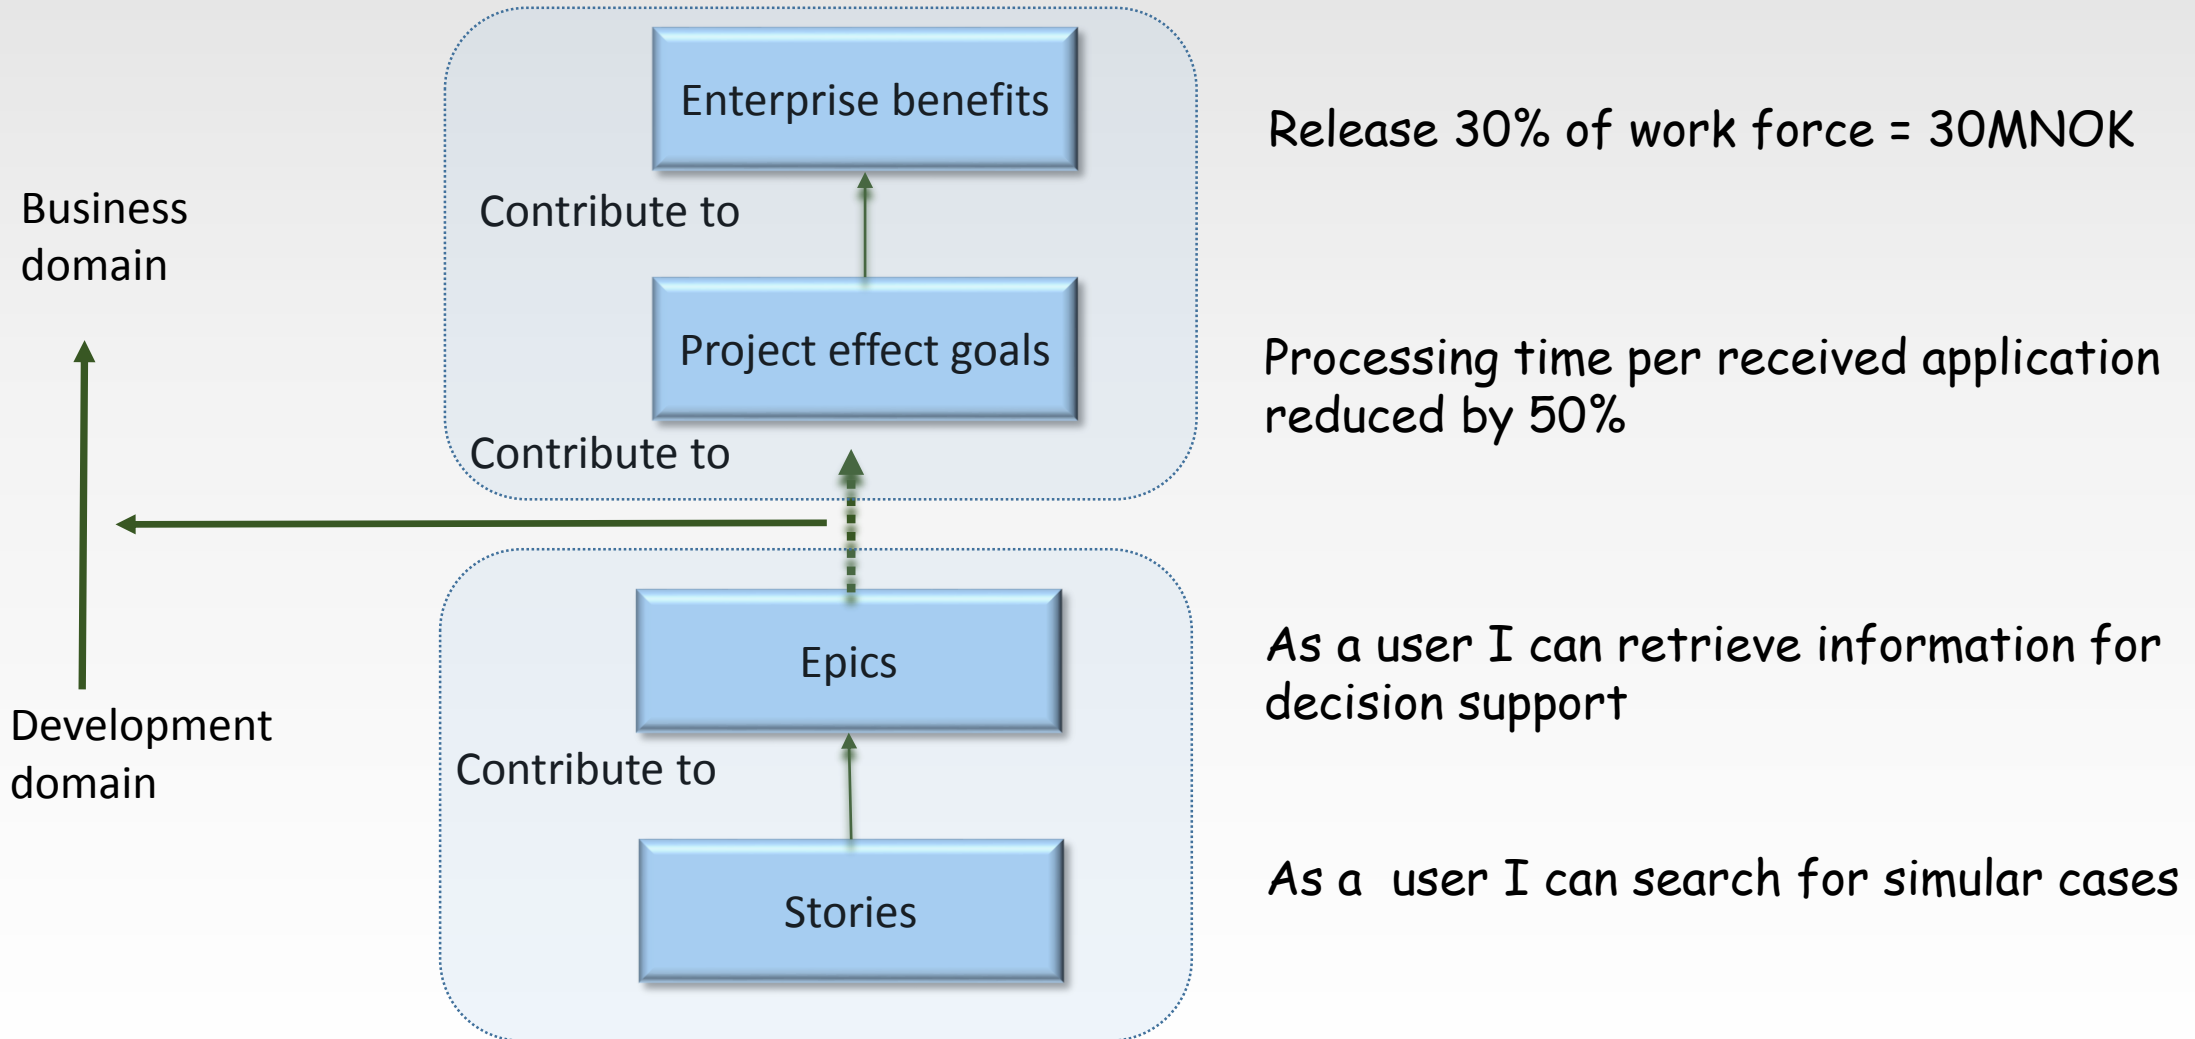 Enterprise benefits
Release 30% of work force = 30MNOK
Contribute to
Business
domain
Project effect goals
Processing time per received application
reduced by 50%
Contribute to
Epics
As a user I can retrieve information for
decision support
Development
domain
Contribute to
Stories
As a  user I can search for simular cases